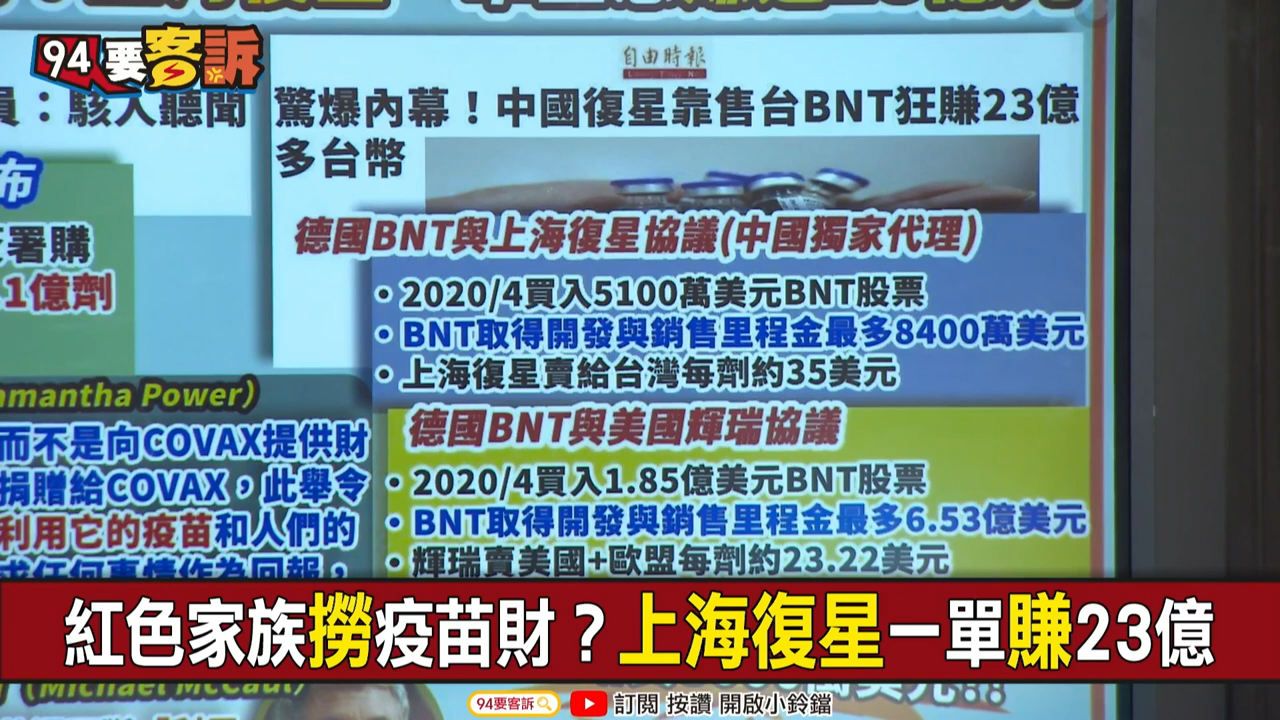 94要客訴
自由時報
員：駭人聽聞
驚爆內幕！中國復星靠售台BNT狂賺23億
多台幣
布
署購
1億劑
德國BNT與上海復星協議(中國獨家代理)
・2020/4買入5100萬美元BNT股票
・BNT取得開發與銷售里程金最多8400萬美元
・上海復星賣給台灣每劑約35美元
amantha Power）
而不是向COVAX提供財
捐贈給COVAX，此舉令
利用它的疫苗和人們的
求任何事情作為回報，
德國BNT與美國輝瑞協議
・2020/4買入1.85億美元BNT股票
・BNT取得開發與銷售里程金最多6.53億美元
・輝瑞賣美國+歐盟每劑約23.22美元
紅色家族撈疫苗財？上海復星一單賺23億
（Michael McCaul）
萬美元!!
94要客訴
訂閱 按讚 開啟小鈴鐺